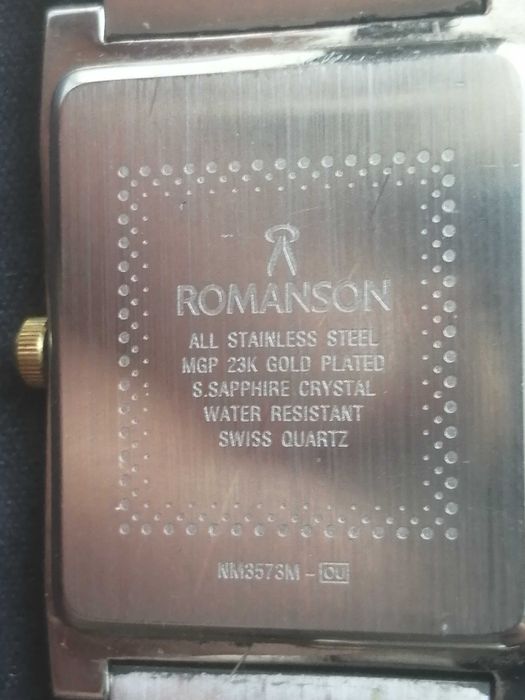 ROMANSON
ALL STAINLESS STEEL
MGP 23K GOLD PLATED
S.SAPPHIRE CRYSTAL
WATER RESISTANT
SWISS QUARTZ
NM3573M - OU